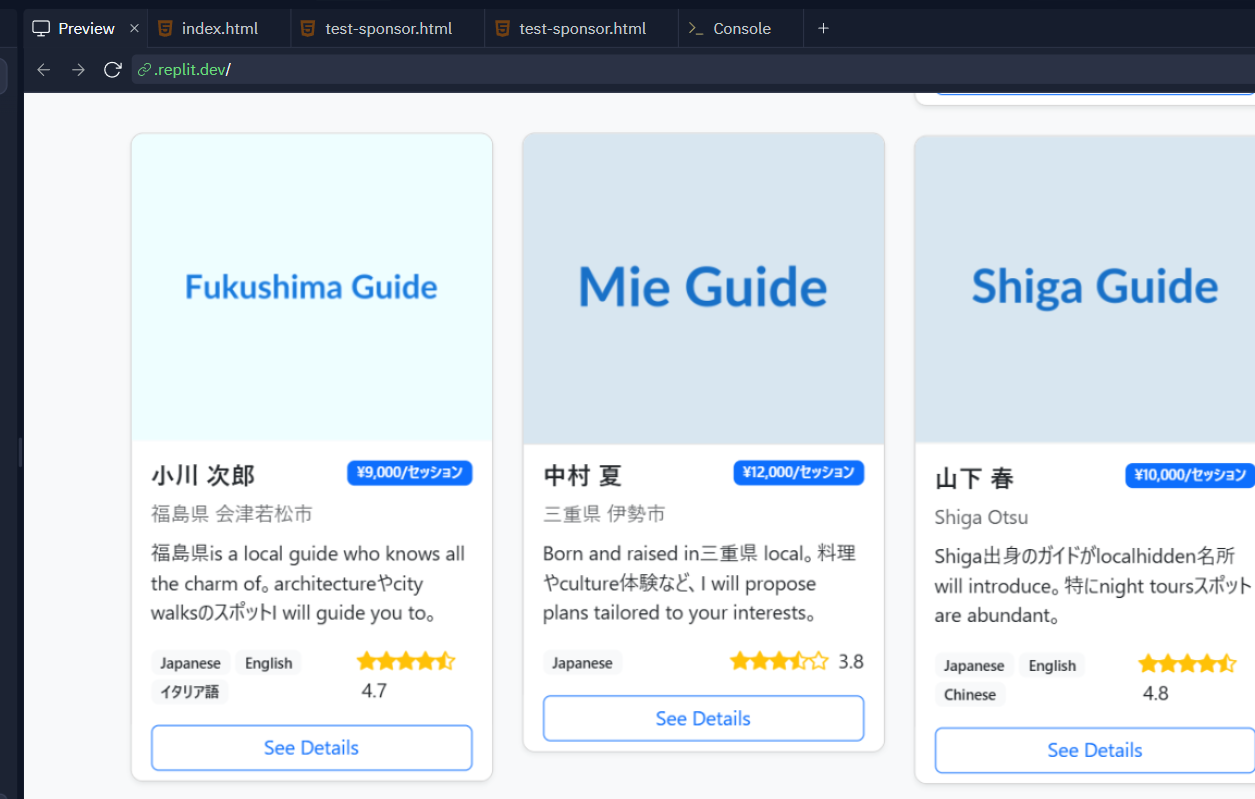 Preview
index.html
test-sponsor.html
test-sponsor.html
Console
.replit.dev/
Fukushima Guide
小川 次郎
¥9,000/セッション
福島県 会津若松市
福島県is a local guide who knows all
the charm of。architectureやcity
walksのスポットI will guide you to。
Japanese
English
イタリア語
4.7
See Details
Mie Guide
中村 夏
¥12,000/セッション
三重県 伊勢市
Born and raised in三重県 local。料理
やculture体験など、I will propose
plans tailored to your interests。
Japanese
3.8
See Details
Shiga Guide
山下 春
¥10,000/セッション
Shiga Otsu
Shiga出身のガイドがlocalhidden名所
will introduce。特にnight toursスポット
are abundant。
Japanese
English
Chinese
4.8
See Details